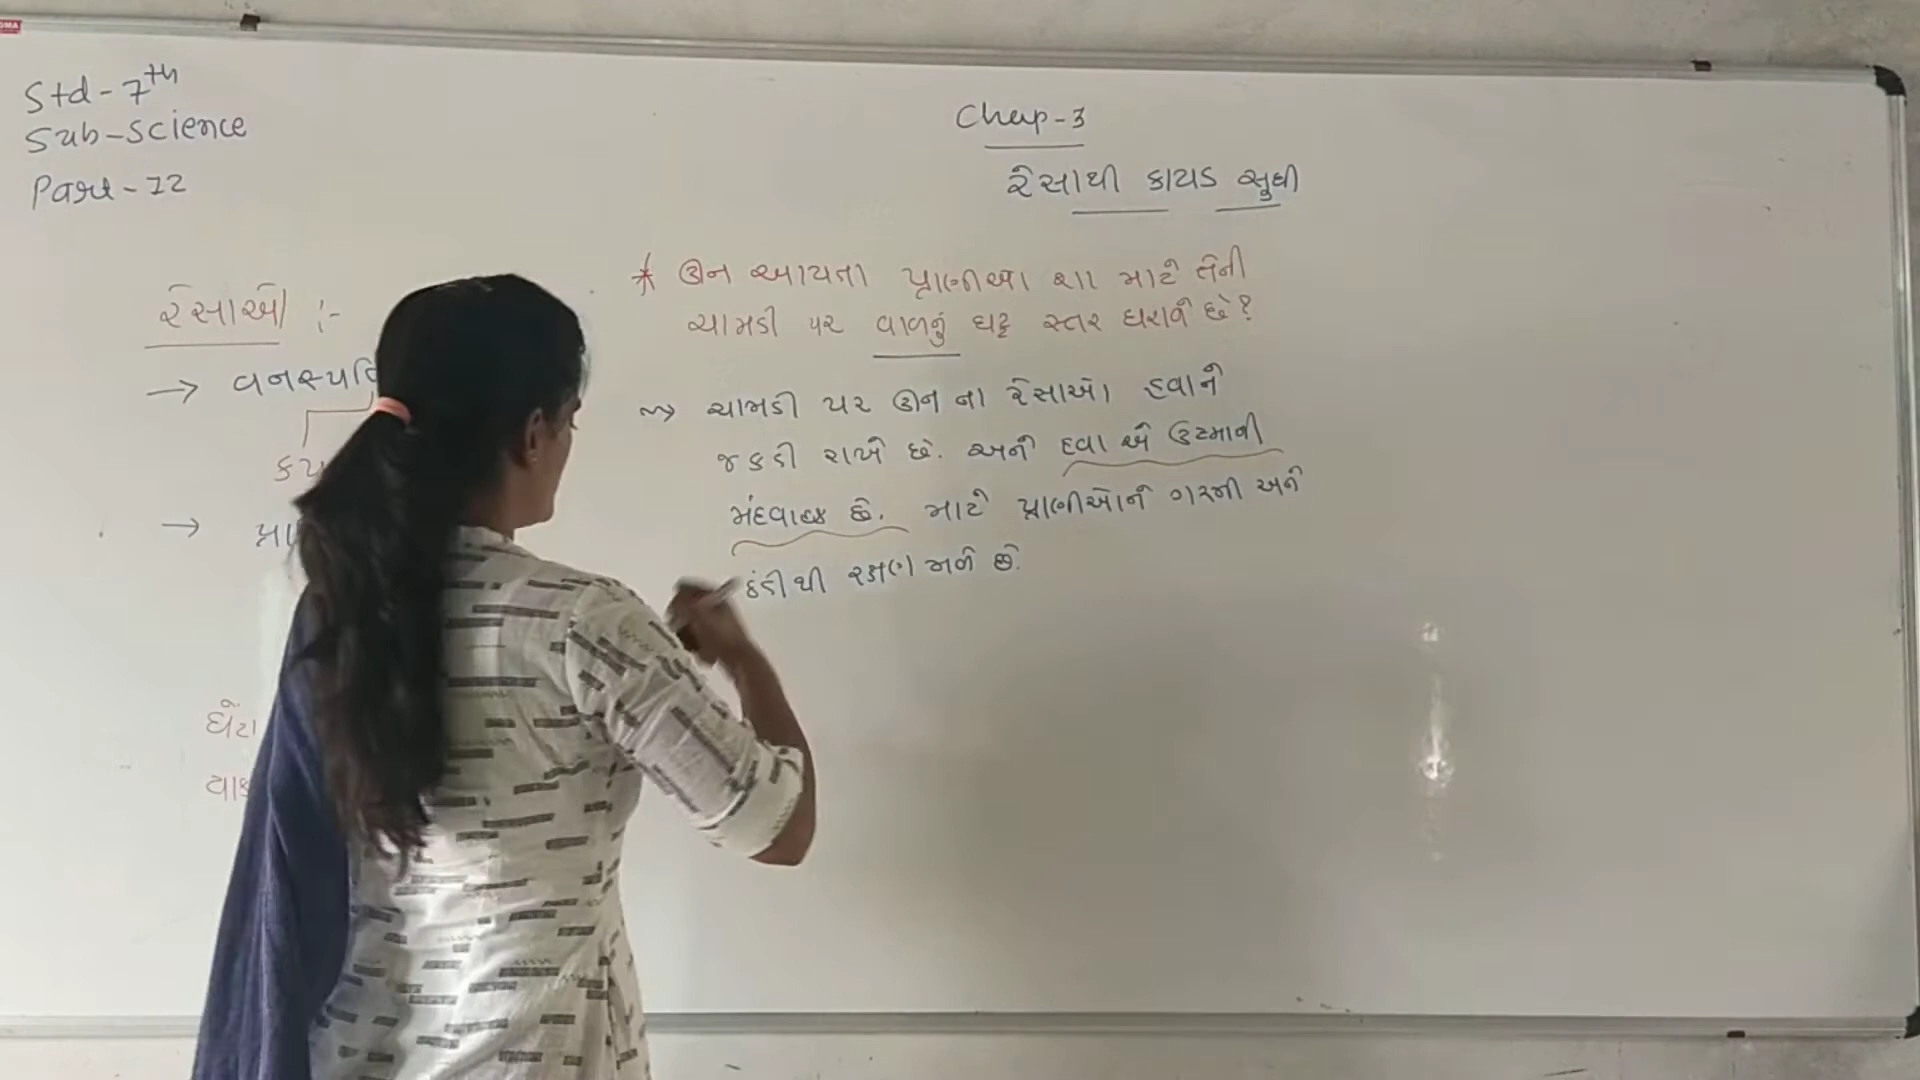 Std - 7th
Sub - Science
Part - 12
Chap - 3
રેસાથી કાપડ સુધી
રેસાઓ :-
→ વનસ્પતિ
→ પ્રા
ઘેટા
* ઊન આપતા પ્રાણીઓ શા માટે તેની
ચામડી પર વાળનું ઘટ્ટ સ્તર ધરાવે છે?
ચામડી પર ઊન ના રેસાઓ હવાને
જકડી રાખે છે. અને હવા એ ઉષ્માની
મંદવાહક છે. માટે પ્રાણીઓને ગરમી અને
ઠંડીથી રક્ષણ મળે છે.